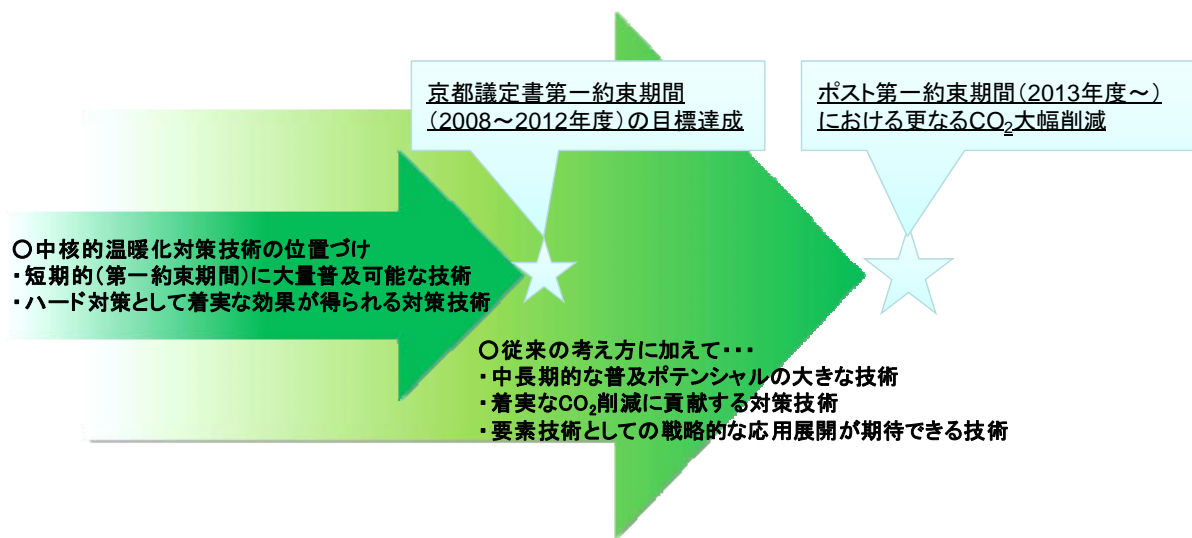 京都議定書第一約束期間
(2008~2012年度)の目標達成
ポスト第一約束期間(2013年度~)
における更なるCO₂大幅削減
○中核的温暖化対策技術の位置づけ
・短期的(第一約束期間)に大量普及可能な技術
・ハード対策として着実な効果が得られる対策技術
○従来の考え方に加えて・・・
・中長期的な普及ポテンシャルの大きな技術
・着実なCO₂削減に貢献する対策技術
・要素技術としての戦略的な応用展開が期待できる技術